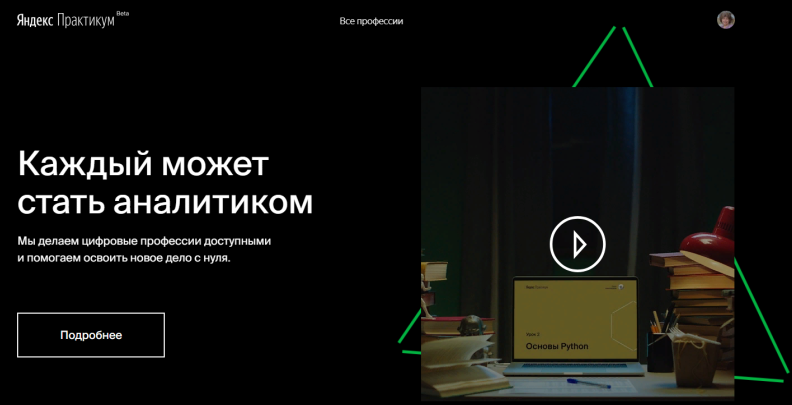 Яндекс Практикум Beta
Все профессии
Каждый может
стать аналитиком
Мы делаем цифровые профессии доступными
и помогаем освоить новое дело с нуля.
Подробнее
Основы Python